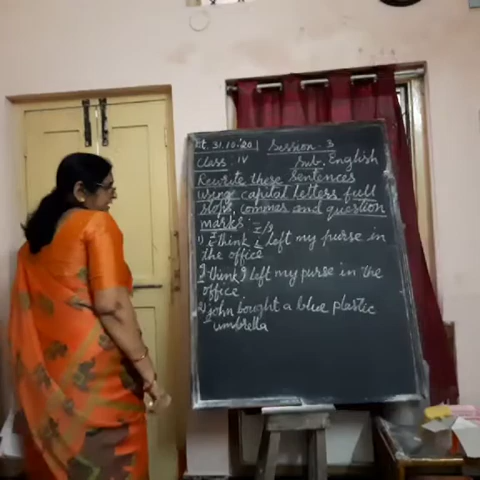 Dt. 31.10.'20 | Session - 3
Class: IV Sub. English
Rewrite these sentences
using capital letters full
stops, commas and question
marks: I/3
1) i think i left my purse in
the office
I think I left my purse in the
office
2) john bought a blue plastic
umbrella